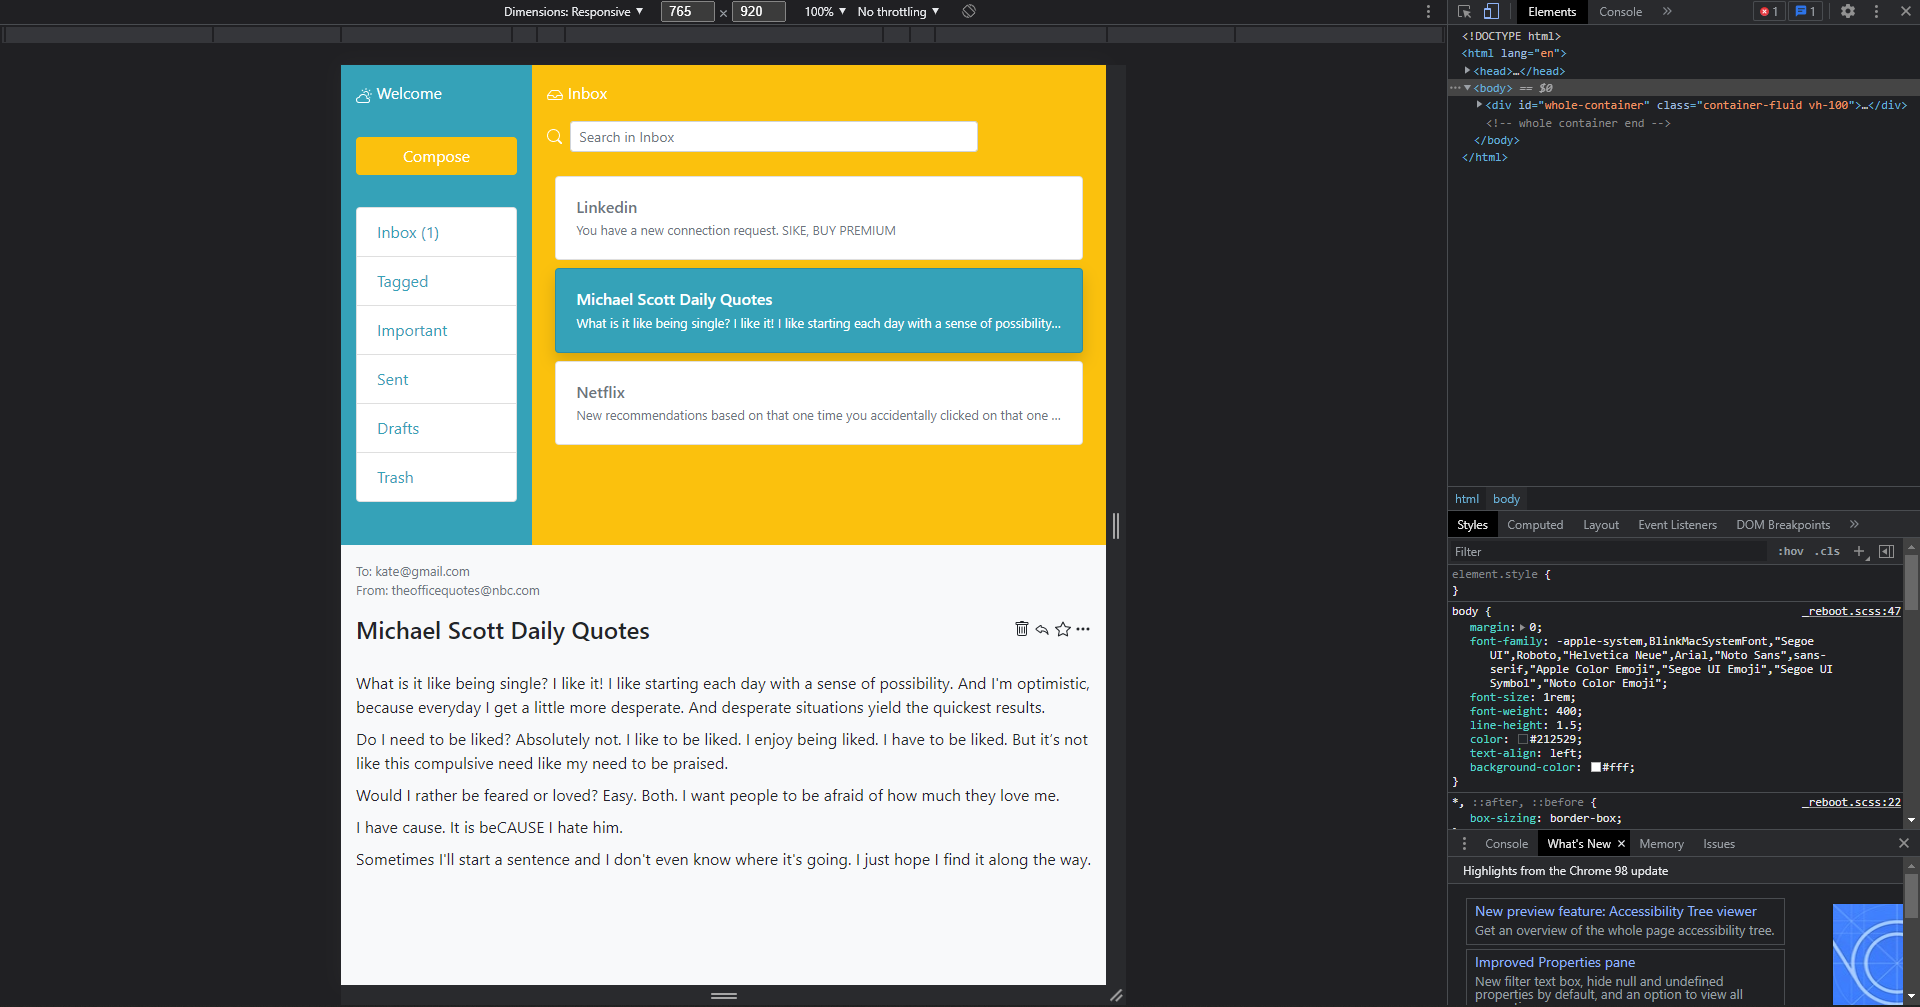 Dimensions: Responsive ▼ 765 × 920 100% ▼ No throttling ▼
Welcome
Compose
Inbox (1)
Tagged
Important
Sent
Drafts
Trash
Inbox
Search in Inbox
Linkedin
You have a new connection request. SIKE, BUY PREMIUM
Michael Scott Daily Quotes
What is it like being single? I like it! I like starting each day with a sense of possibility...
Netflix
New recommendations based on that one time you accidentally clicked on that one ...
To: kate@gmail.com
From: theofficequotes@nbc.com
Michael Scott Daily Quotes
What is it like being single? I like it! I like starting each day with a sense of possibility. And I'm optimistic,
because everyday I get a little more desperate. And desperate situations yield the quickest results.
Do I need to be liked? Absolutely not. I like to be liked. I enjoy being liked. I have to be liked. But it's not
like this compulsive need like my need to be praised.
Would I rather be feared or loved? Easy. Both. I want people to be afraid of how much they love me.
I have cause. It is beCAUSE I hate him.
Sometimes I'll start a sentence and I don't even know where it's going. I just hope I find it along the way.
Elements Console » 1 1
<!DOCTYPE html>
<html lang="en">
<head>…</head>
<body> == $0
<div id="whole-container" class="container-fluid vh-100">…</div>
<!-- whole container end -->
</body>
</html>
html body
Styles Computed Layout Event Listeners DOM Breakpoints »
Filter :hov .cls +
element.style {
}
body { _reboot.scss:47
margin: 0;
font-family: -apple-system,BlinkMacSystemFont,"Segoe
UI",Roboto,"Helvetica Neue",Arial,"Noto Sans",sans-
serif,"Apple Color Emoji","Segoe UI Emoji","Segoe UI
Symbol","Noto Color Emoji";
font-size: 1rem;
font-weight: 400;
line-height: 1.5;
color: #212529;
text-align: left;
background-color: #fff;
}
*, ::after, ::before { _reboot.scss:22
box-sizing: border-box;
Console What's New × Memory Issues
Highlights from the Chrome 98 update
New preview feature: Accessibility Tree viewer
Get an overview of the whole page accessibility tree.
Improved Properties pane
New filter text box, hide null and undefined
properties by default, and an option to view all